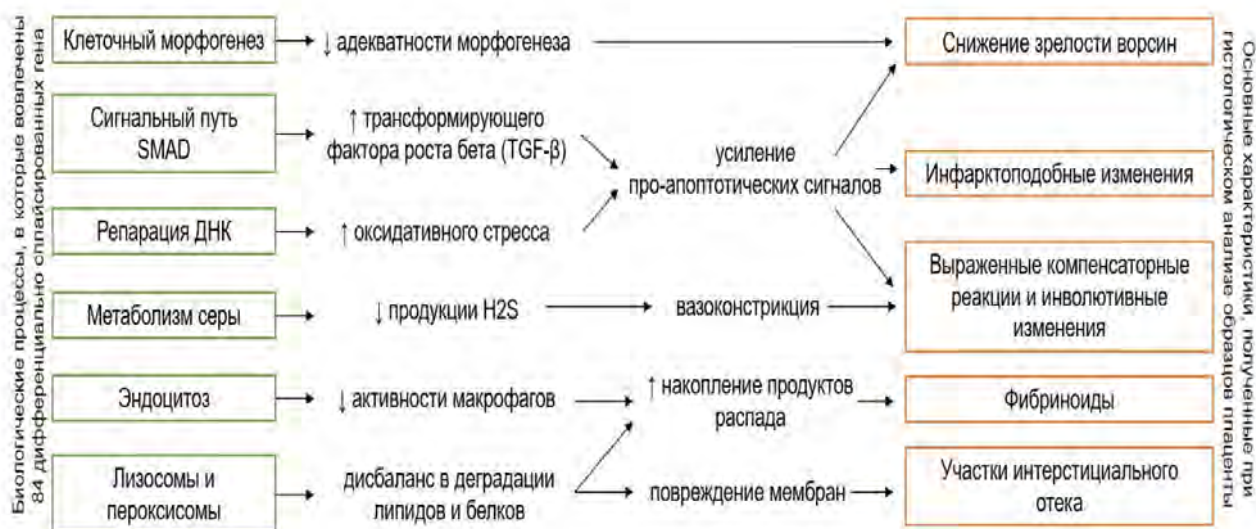 Биологические процессы, в которые вовлечены
84 дифференциально сплайсированных гена
Клеточный морфогенез
↓ адекватности морфогенеза
Снижение зрелости ворсин
Сигнальный путь
SMAD
↑ трансформирующего
фактора роста бета (TGF-β)
усиление
про-апоптотических сигналов
Инфарктоподобные изменения
Репарация ДНК
↑ оксидативного стресса
Выраженные компенсаторные
реакции и инволютивные
изменения
Метаболизм серы
↓ продукции H2S
вазоконстрикция
Эндоцитоз
↓ активности макрофагов
↑ накопление продуктов
распада
Фибриноиды
Лизосомы и
пероксисомы
дисбаланс в деградации
липидов и белков
повреждение мембран
Участки интерстициального
отека
Основные характеристики, полученные при
гистологическом анализе образцов плаценты